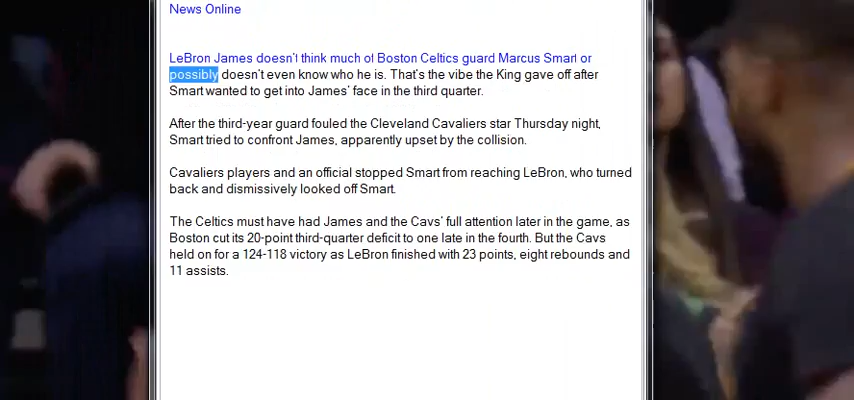 News Online
LeBron James doesn't think much of Boston Celtics guard Marcus Smart or
possibly doesn't even know who he is. That's the vibe the King gave off after
Smart wanted to get into James' face in the third quarter.
After the third-year guard fouled the Cleveland Cavaliers star Thursday night,
Smart tried to confront James, apparently upset by the collision.
Cavaliers players and an official stopped Smart from reaching LeBron, who turned
back and dismissively looked off Smart.
The Celtics must have had James and the Cavs' full attention later in the game, as
Boston cut its 20-point third-quarter deficit to one late in the fourth. But the Cavs
held on for a 124-118 victory as LeBron finished with 23 points, eight rebounds and
11 assists.